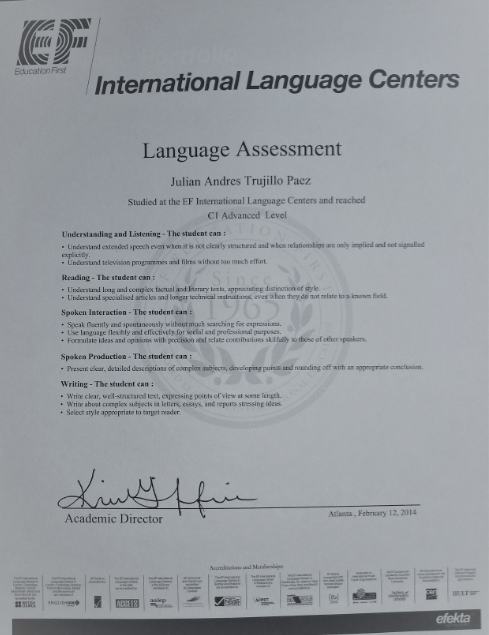 EF
Education First
International Language Centers
Language Assessment
Julian Andres Trujillo Paez
Studied at the EF International Language Centers and reached
C1 Advanced Level
Understanding and Listening - The student can :
• Understand extended speech even when it is not clearly structured and when relationships are only implied and not signalled
explicitly.
• Understand television programmes and films without too much effort.
Reading - The student can :
• Understand long and complex factual and literary texts, appreciating distinction of style.
• Understand specialised articles and longer technical instructions, even when they do not relate to a known field.
Since
1965
Spoken Interaction - The student can :
• Speak fluently and spontaneously without much searching for expressions.
• Use language flexibly and effectively for social and professional purposes.
• Formulate ideas and opinions with precision and relate contributions skilfully to those of other speakers.
Spoken Production - The student can :
• Present clear, detailed descriptions of complex subjects, developing points and rounding off with an appropriate conclusion.
Writing - The student can :
• Write clear, well-structured text, expressing points of view at some length.
• Write about complex subjects in letters, essays, and reports stressing ideas.
• Select style appropriate to target reader.
Academic Director
Atlanta , February 12, 2014
Accreditations and Memberships
efekta